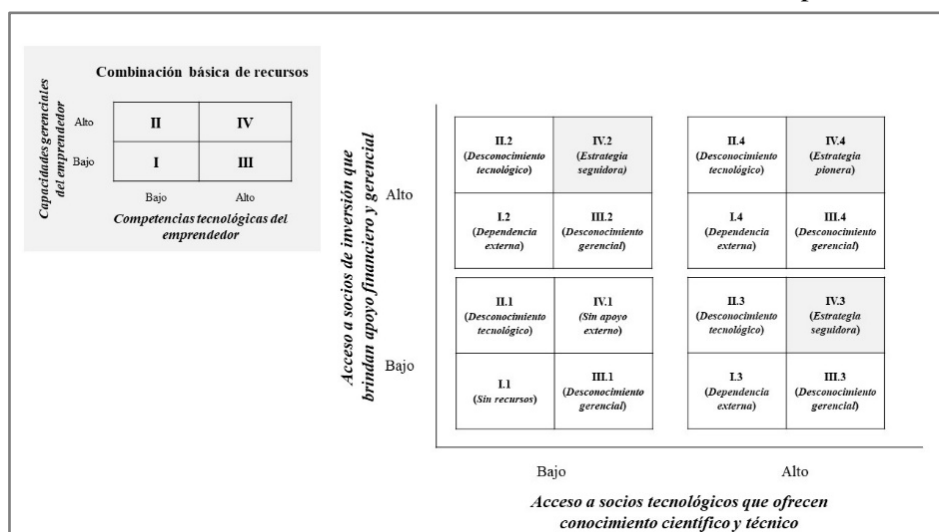 Combinación básica de recursos
Capacidades gerenciales
del emprendedor
Alto
II
IV
Bajo
I
III
Bajo
Alto
Competencias tecnológicas del
emprendedor
Acceso a socios de inversión que
brindan apoyo financiero y gerencial
Alto
II.2
(Desconocimiento
tecnológico)
IV.2
(Estrategia
seguidora)
I.2
(Dependencia
externa)
III.2
(Desconocimiento
gerencial)
II.4
(Desconocimiento
tecnológico)
IV.4
(Estrategia
pionera)
I.4
(Dependencia
externa)
III.4
(Desconocimiento
gerencial)
Bajo
II.1
(Desconocimiento
tecnológico)
IV.1
(Sin apoyo
externo)
I.1
(Sin recursos)
III.1
(Desconocimiento
gerencial)
II.3
(Desconocimiento
tecnológico)
IV.3
(Estrategia
seguidora)
I.3
(Dependencia
externa)
III.3
(Desconocimiento
gerencial)
Bajo
Alto
Acceso a socios tecnológicos que ofrecen
conocimiento científico y técnico